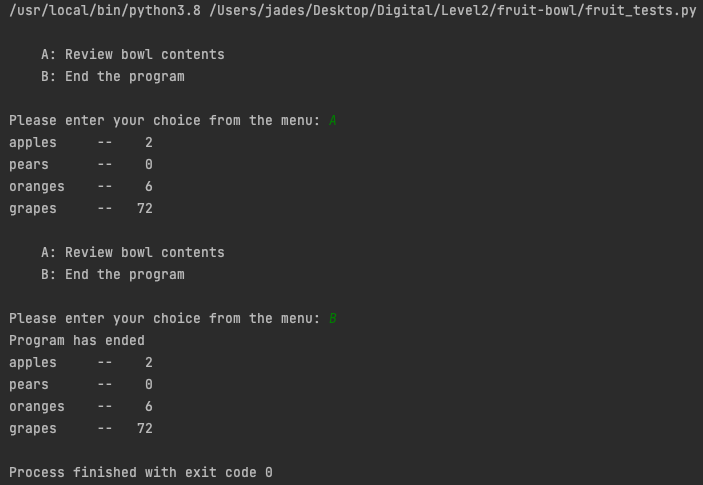 /usr/local/bin/python3.8 /Users/jades/Desktop/Digital/Level2/fruit-bowl/fruit_tests.py
A: Review bowl contents
B: End the program
Please enter your choice from the menu: A
apples    --    2
pears     --    0
oranges    --    6
grapes     --   72
A: Review bowl contents
B: End the program
Please enter your choice from the menu: B
Program has ended
apples     --    2
pears      --    0
oranges    --    6
grapes     --   72
Process finished with exit code 0